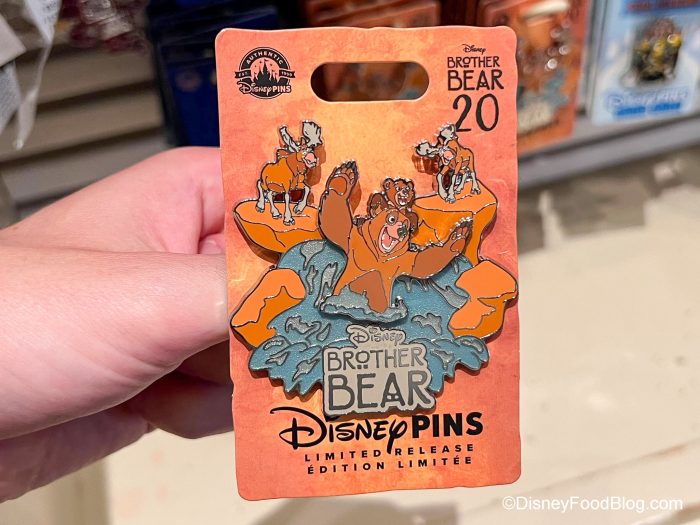 AUTHENTIC
EST. 1999
Disney PINS
Disney
BROTHER
BEAR
20
Disney
BROTHER
BEAR
Disney PINS
LIMITED RELEASE
ÉDITION LIMITÉE
©DisneyFoodBlog.com